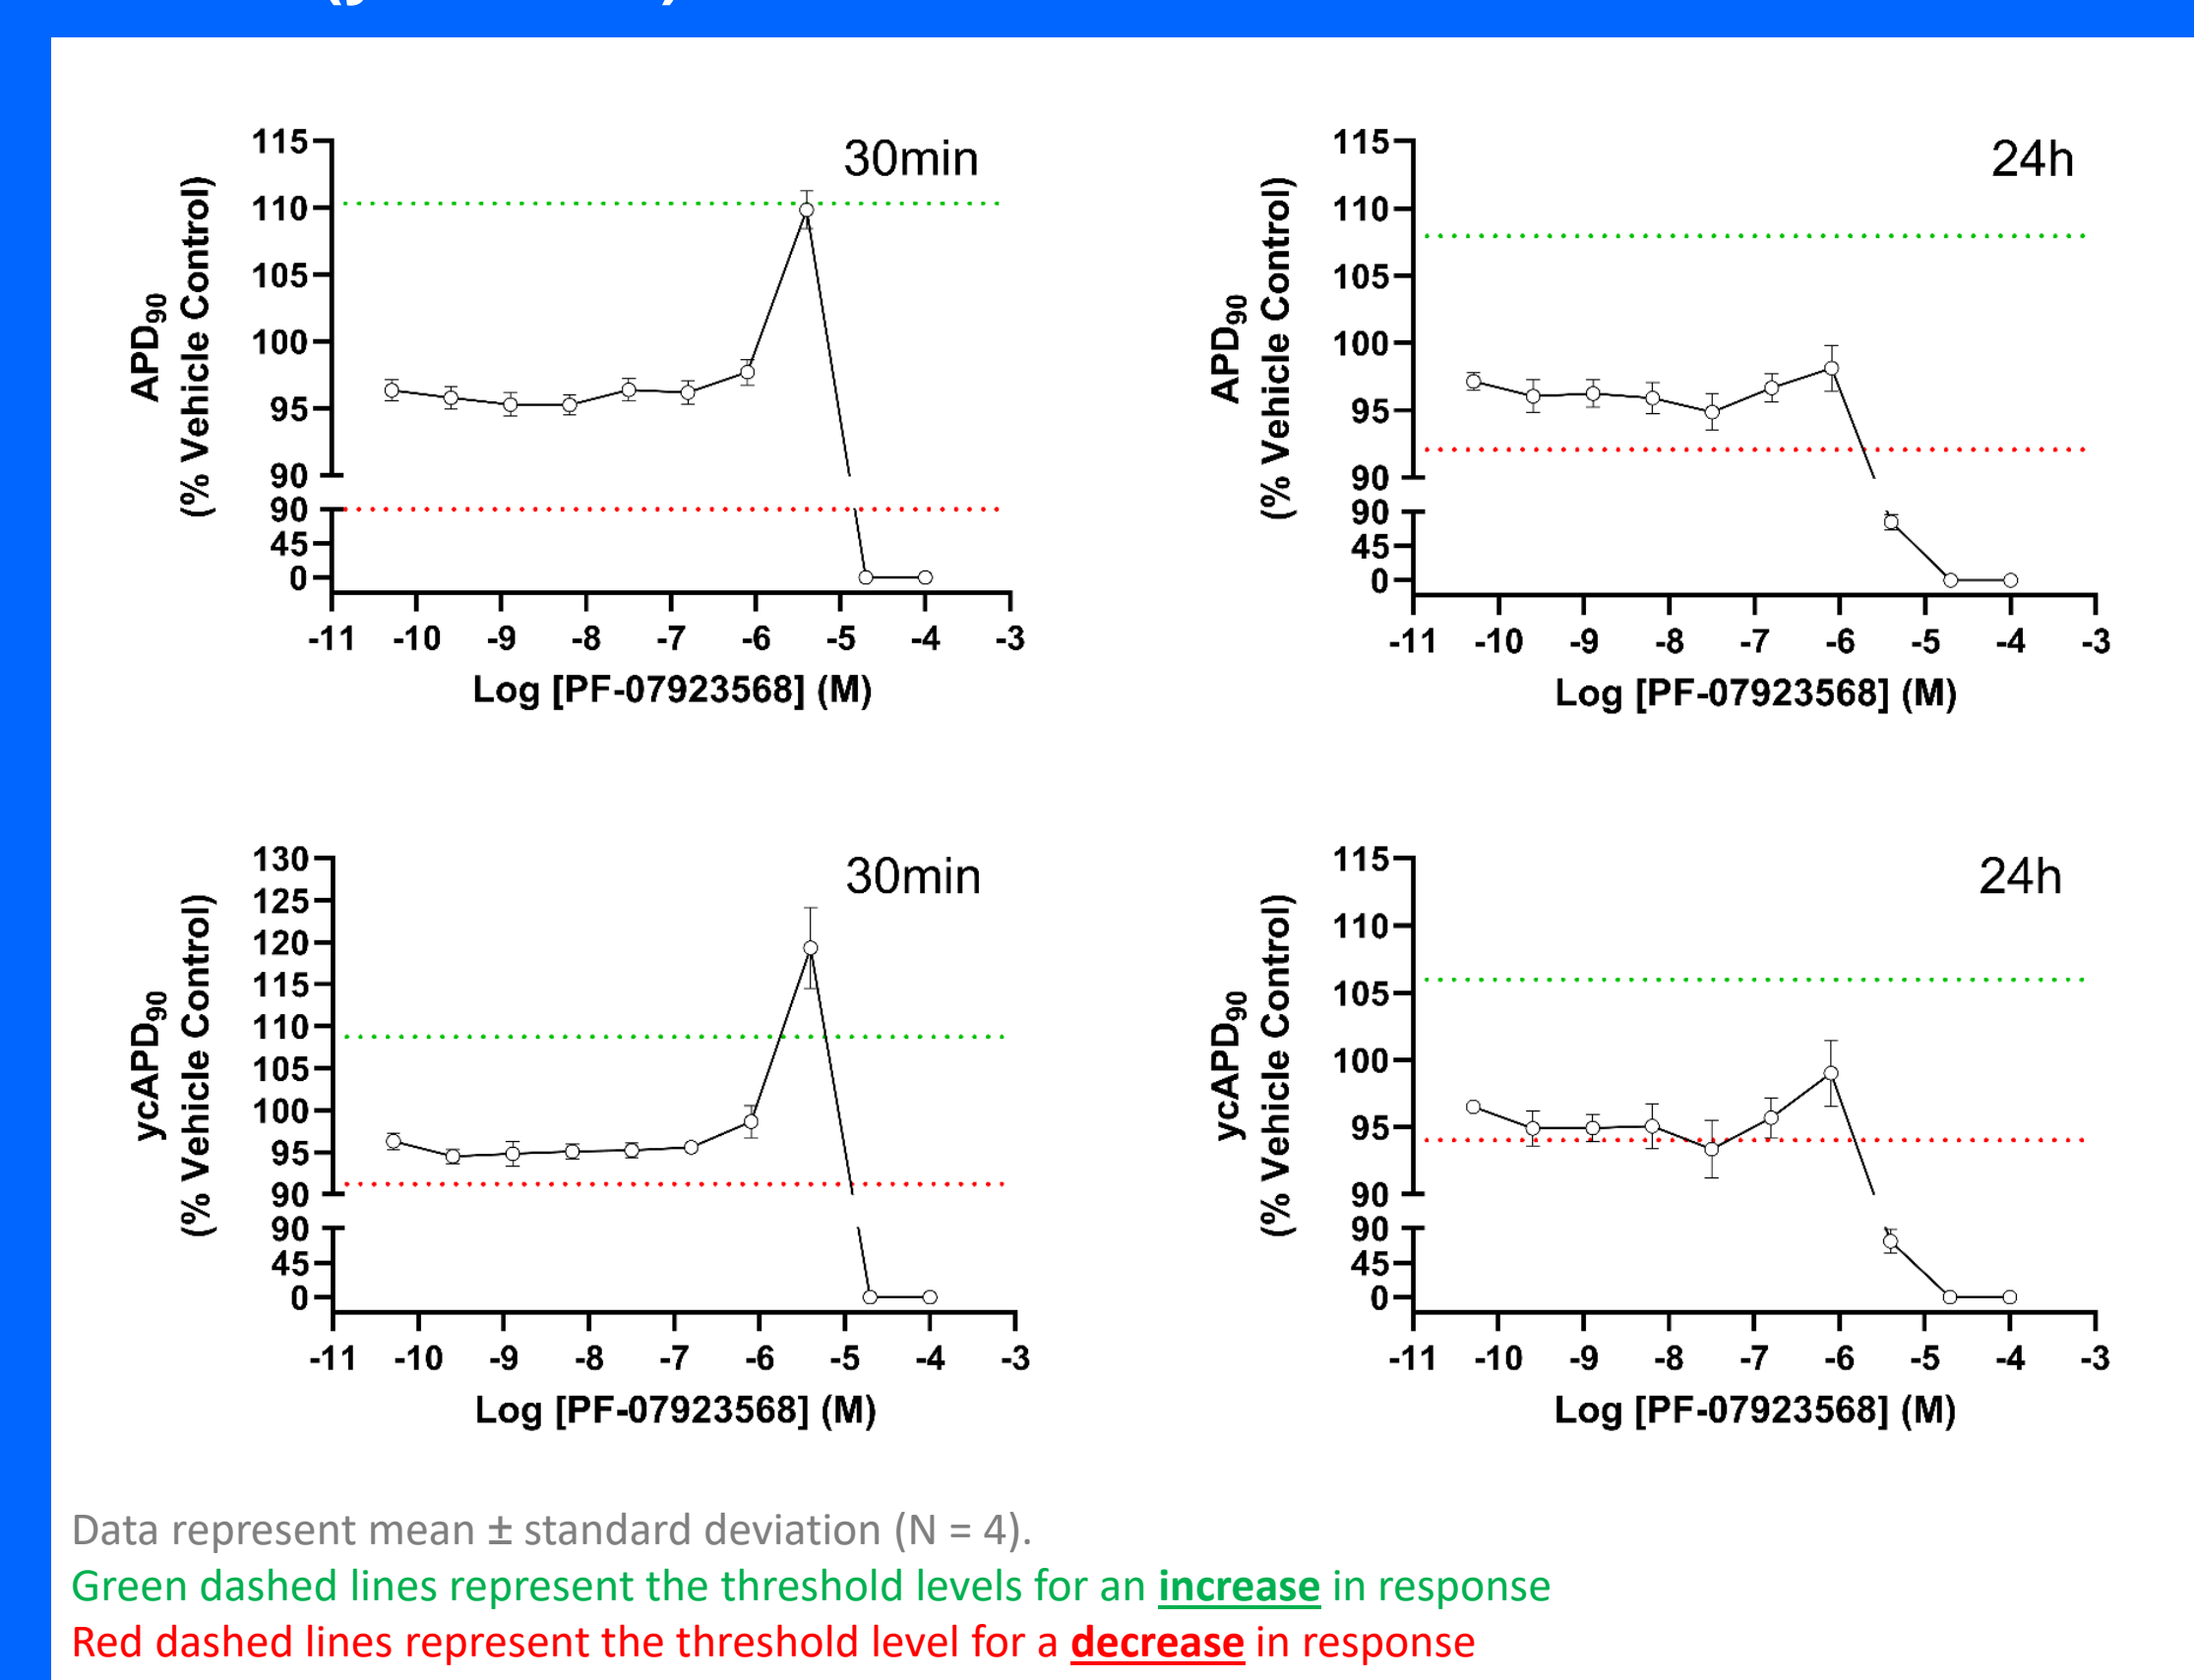 115
110
105
100
95
90
90
45
0
APD90
(% Vehicle Control)
30min
-11 -10 -9 -8 -7 -6 -5 -4 -3
Log [PF-07923568] (M)
115
110
105
100
95
90
90
45
0
APD90
(% Vehicle Control)
24h
-11 -10 -9 -8 -7 -6 -5 -4 -3
Log [PF-07923568] (M)
130
125
120
115
110
105
100
95
90
90
45
0
ycAPD90
(% Vehicle Control)
30min
-11 -10 -9 -8 -7 -6 -5 -4 -3
Log [PF-07923568] (M)
115
110
105
100
95
90
90
45
0
ycAPD90
(% Vehicle Control)
24h
-11 -10 -9 -8 -7 -6 -5 -4 -3
Log [PF-07923568] (M)
Data represent mean ± standard deviation (N = 4).
Green dashed lines represent the threshold levels for an increase in response
Red dashed lines represent the threshold level for a decrease in response